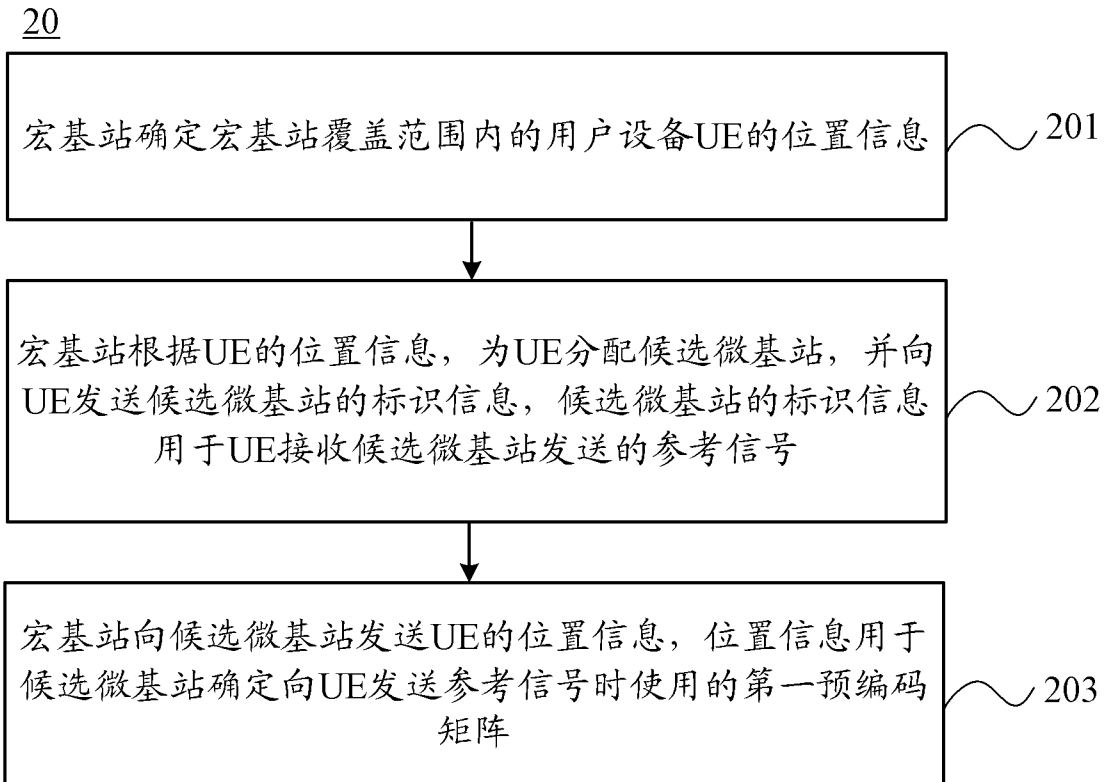 20
宏基站确定宏基站覆盖范围内的用户设备UE的位置信息
201
宏基站根据UE的位置信息，为UE分配候选微基站，并向
UE发送候选微基站的标识信息，候选微基站的标识信息
用于UE接收候选微基站发送的参考信号
202
宏基站向候选微基站发送UE的位置信息，位置信息用于
候选微基站确定向UE发送参考信号时使用的第一预编码
矩阵
203